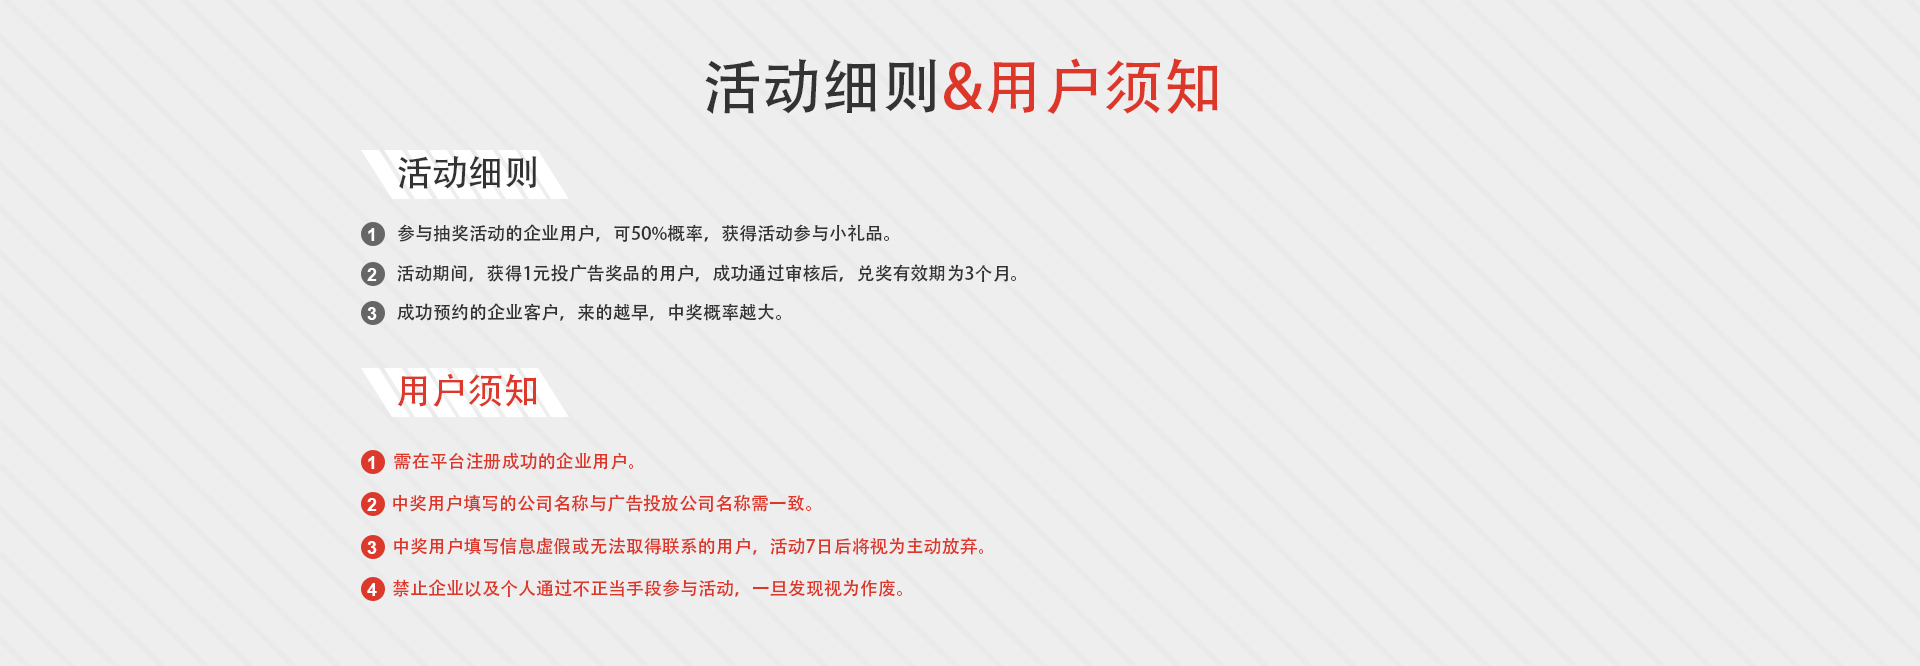 活动细则&用户须知
活动细则
1 参与抽奖活动的企业用户，可50%概率，获得活动参与小礼品。
2 活动期间，获得1元投广告奖品的用户，成功通过审核后，兑奖有效期为3个月。
3 成功预约的企业客户，来的越早，中奖概率越大。
用户须知
1 需在平台注册成功的企业用户。
2 中奖用户填写的公司名称与广告投放公司名称需一致。
3 中奖用户填写信息虚假或无法取得联系的用户，活动7日后将视为主动放弃。
4 禁止企业以及个人通过不正当手段参与活动，一旦发现视为作废。